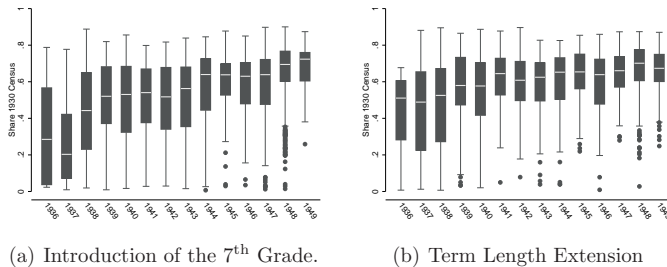 Share 1930 Census
0 .2 .4 .6 .8 1
1936 1937 1938 1939 1940 1941 1942 1943 1944 1945 1946 1947 1948 1949
(a) Introduction of the 7th Grade.
Share 1930 Census
0 .2 .4 .6 .8 1
1936 1937 1938 1939 1940 1941 1942 1943 1944 1945 1946 1947 1948 1949
(b) Term Length Extension